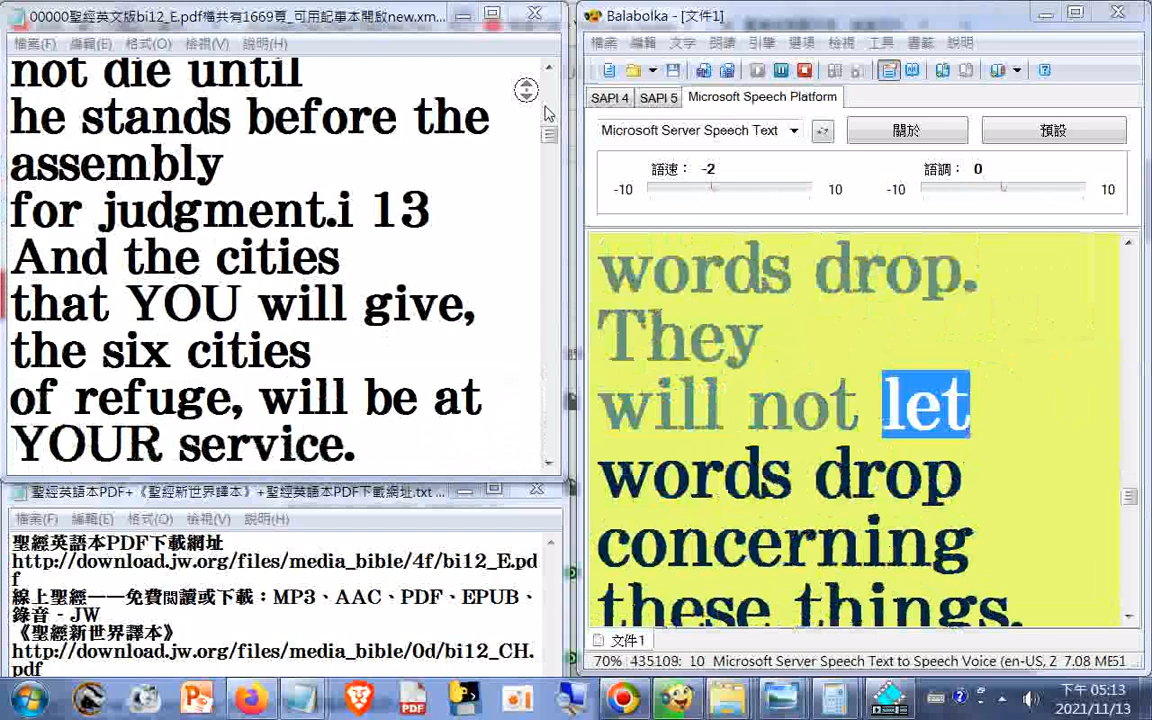 00000聖經英文版bi12_E.pdf檔共有1669頁_可用記事本開啟new.xm...
檔案(F) 編輯(E) 格式(O) 檢視(V) 說明(H)
not die until
he stands before the
assembly
for judgment.i 13
And the cities
that YOU will give,
the six cities
of refuge, will be at
YOUR service.
聖經英語本PDF+《聖經新世界譯本》+聖經英語本PDF下載網址.txt ...
檔案(F) 編輯(E) 格式(O) 檢視(V) 說明(H)
聖經英語本PDF下載網址
http://download.jw.org/files/media_bible/4f/bi12_E.pd
f
線上聖經——免費閱讀或下載：MP3、AAC、PDF、EPUB、
錄音 - JW
《聖經新世界譯本》
http://download.jw.org/files/media_bible/0d/bi12_CH.
pdf
Balabolka - [文件1]
檔案 編輯 文字 朗讀 引擎 選項 檢視 工具 書籤 說明
SAPI 4 SAPI 5 Microsoft Speech Platform
Microsoft Server Speech Text 關於 預設
語速： -2 語調： 0
-10 10 -10 10
words drop.
They
will not let
words drop
concerning
these things.
文件1
70% 435109: 10 Microsoft Server Speech Text to Speech Voice (en-US, 2 7.08 ME51
PDF
下午 05:13
2021/11/13